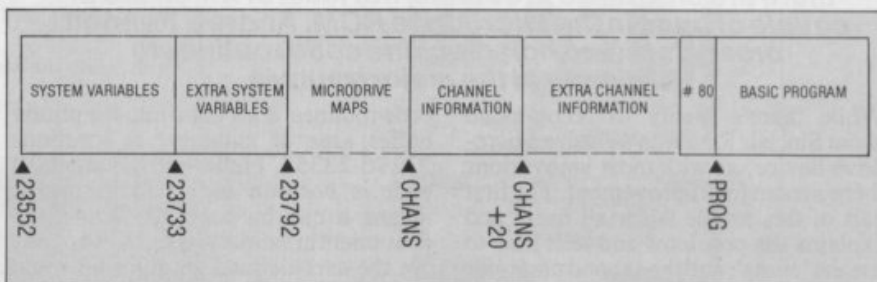 SYSTEM VARIABLES
EXTRA SYSTEM
VARIABLES
MICRODRIVE
MAPS
CHANNEL
INFORMATION
EXTRA CHANNEL
INFORMATION
# 80
BASIC PROGRAM
23552
23733
23792
CHANS
CHANS
+20
PROG